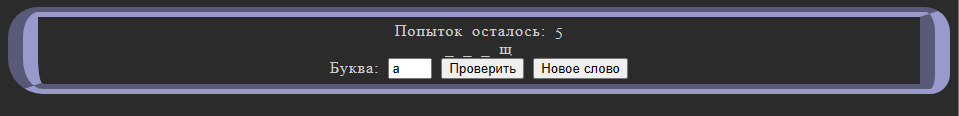 Попыток осталось: 5
_ _ _ щ
Буква: а Проверить Новое слово